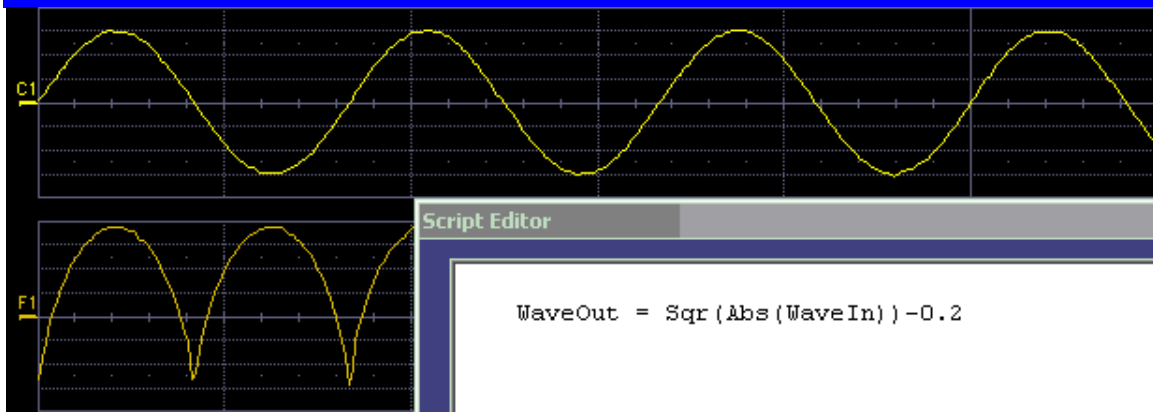 C1
Script Editor
F1
WaveOut = Sqr(Abs(WaveIn))-0.2